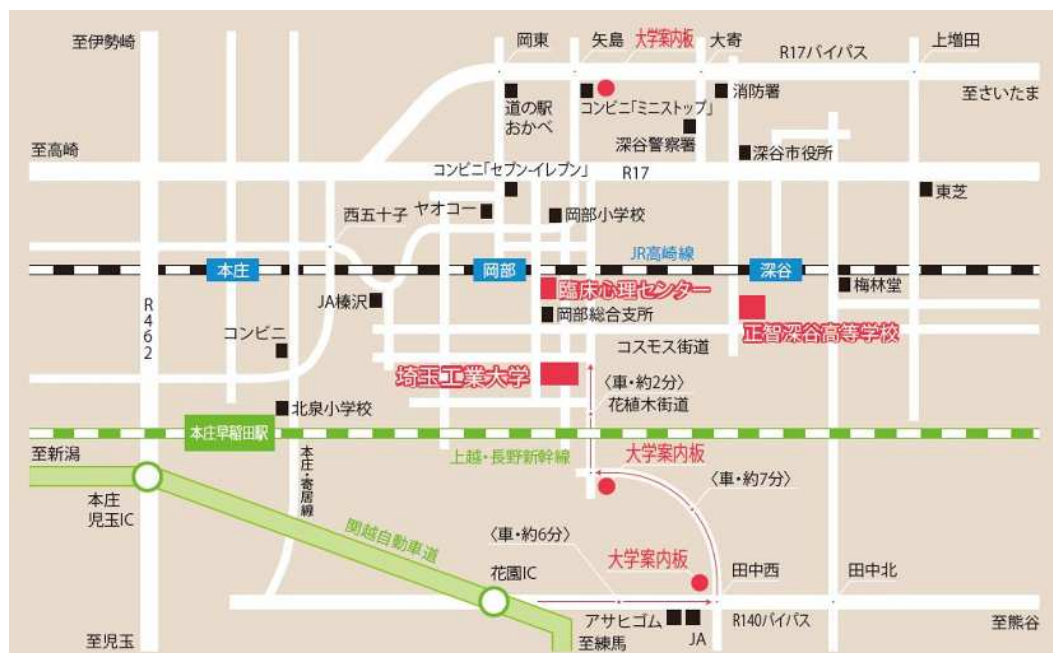 至伊勢崎
岡東
矢島
大学案内板
大寄
上増田
R17バイパス
至さいたま
道の駅
おかべ
コンビニ「ミニストップ」
消防署
深谷警察署
至高崎
深谷市役所
コンビニ「セブン-イレブン」
R17
東芝
西五十子
ヤオコー
岡部小学校
JR高崎線
本庄
岡部
深谷
臨床心理センター
梅林堂
JA榛沢
岡部総合支所
正智深谷高等学校
R462
コンビニ
コスモス街道
埼玉工業大学
〈車・約2分〉
花植木街道
北泉小学校
本庄早稲田駅
至新潟
上越・長野新幹線
大学案内板
本庄・寄居線
〈車・約7分〉
本庄
児玉IC
関越自動車道
〈車・約6分〉
大学案内板
花園IC
田中西
田中北
アサヒゴム
JA
R140バイパス
至熊谷
至児玉
至練馬